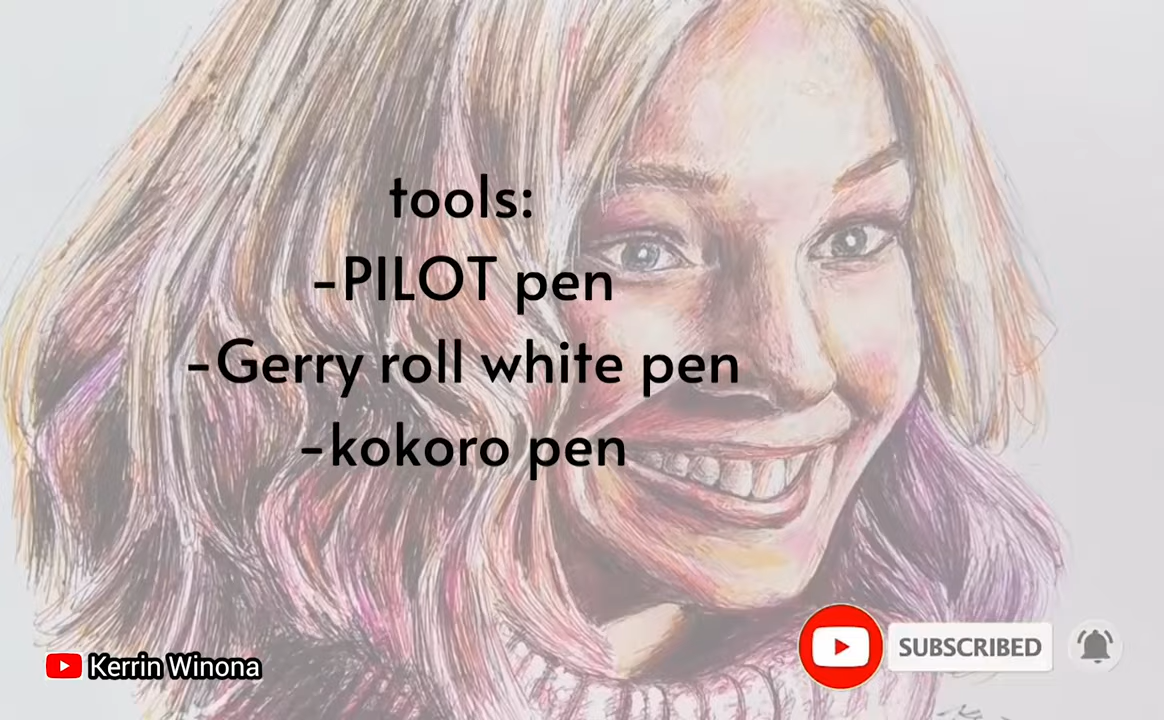 tools:
-PILOT pen
-Gerry roll white pen
-kokoro pen
Kerrin Winona
SUBSCRIBED